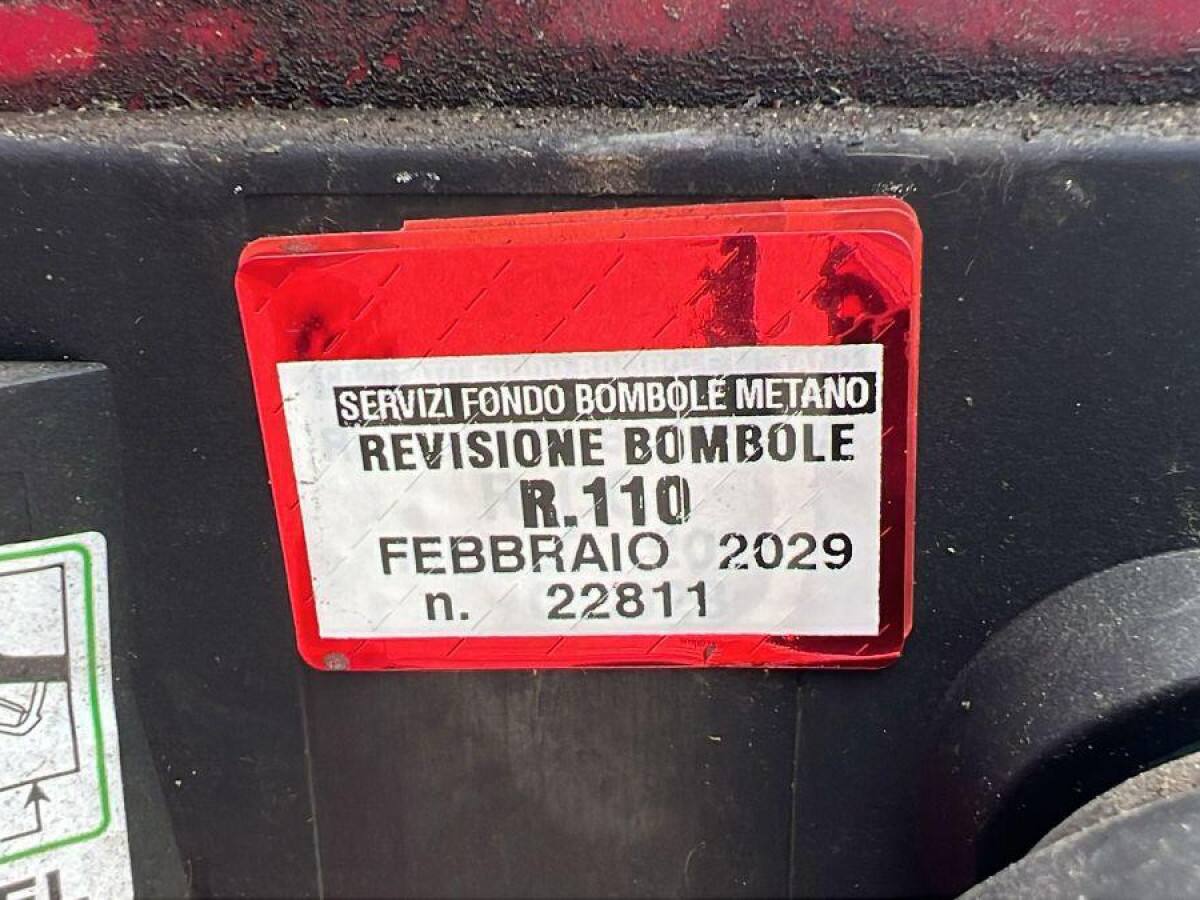 SERVIZI FONDO BOMBOLE METANO
REVISIONE BOMBOLE
R.110
FEBBRAIO 2029
n. 22811